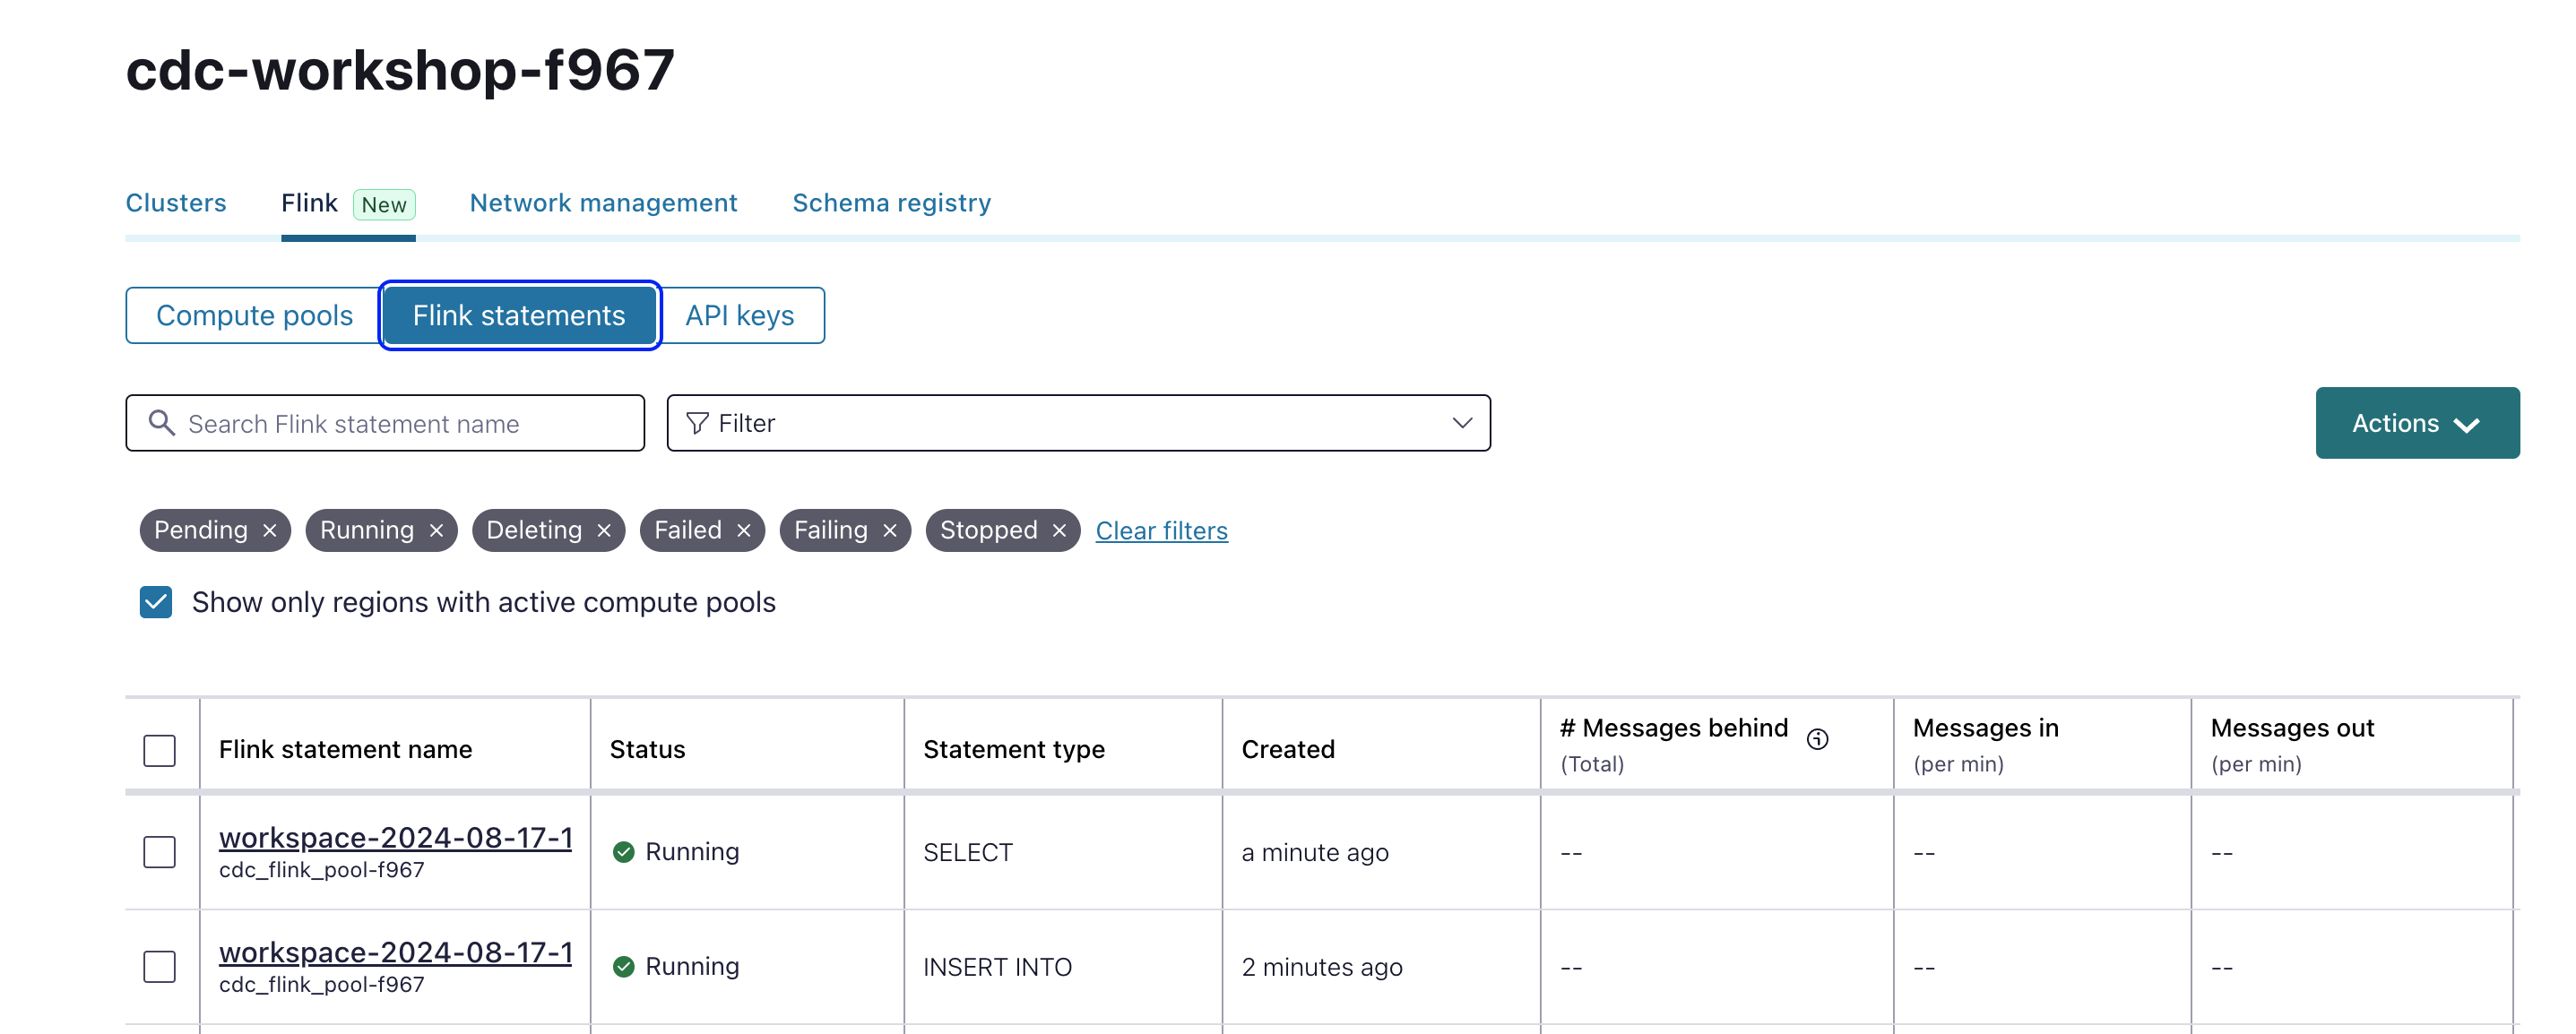 cdc-workshop-f967
Clusters Flink New Network management Schema registry
Compute pools Flink statements API keys
Search Flink statement name Filter Actions
Pending × Running × Deleting × Failed × Failing × Stopped × Clear filters
Show only regions with active compute pools
Flink statement name Status Statement type Created # Messages behind Messages in Messages out
(Total) (per min) (per min)
workspace-2024-08-17-1 Running SELECT a minute ago -- -- --
cdc_flink_pool-f967
workspace-2024-08-17-1 Running INSERT INTO 2 minutes ago -- -- --
cdc_flink_pool-f967